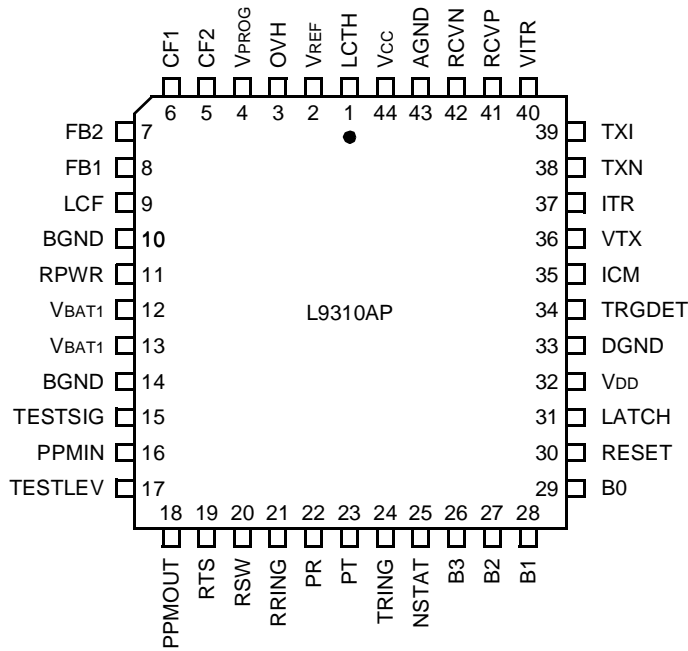 CF1 CF2 VPROG OVH VREF LCTH VCC AGND RCVN RCVP VITR
6 5 4 3 2 1 44 43 42 41 40
FB2 7 39 TXI
FB1 8 38 TXN
LCF 9 37 ITR
BGND 10 36 VTX
RPWR 11 35 ICM
VBAT1 12 L9310AP 34 TRGDET
VBAT1 13 33 DGND
BGND 14 32 VDD
TESTSIG 15 31 LATCH
PPMIN 16 30 RESET
TESTLEV 17 29 B0
18 19 20 21 22 23 24 25 26 27 28
PPMOUT RTS RSW RRING PR PT TRING NSTAT B3 B2 B1